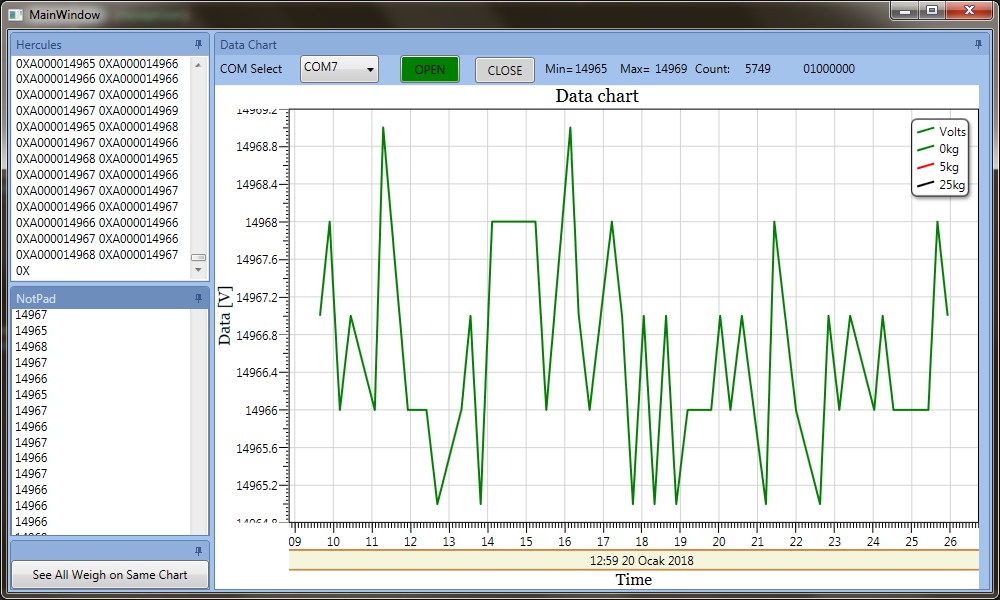 MainWindow
Hercules
0XA000014965 0XA000014966
0XA000014966 0XA000014966
0XA000014967 0XA000014966
0XA000014967 0XA000014969
0XA000014965 0XA000014968
0XA000014967 0XA000014966
0XA000014968 0XA000014965
0XA000014967 0XA000014966
0XA000014967 0XA000014967
0XA000014966 0XA000014967
0XA000014966 0XA000014966
0XA000014967 0XA000014966
0XA000014968 0XA000014967
0X
NotPad
14967
14965
14968
14967
14966
14965
14967
14966
14967
14966
14967
14966
14966
14966
See All Weigh on Same Chart
Data Chart
COM Select COM7 OPEN CLOSE Min= 14965 Max= 14969 Count: 5749 01000000
Data chart
14969.2
14968.8
14968.4
14968
14967.6
14967.2
14966.8
14966.4
14966
14965.6
14965.2
14964.8
Data [V]
Volts
0kg
5kg
25kg
09 10 11 12 13 14 15 16 17 18 19 20 21 22 23 24 25 26
12:59 20 Ocak 2018
Time